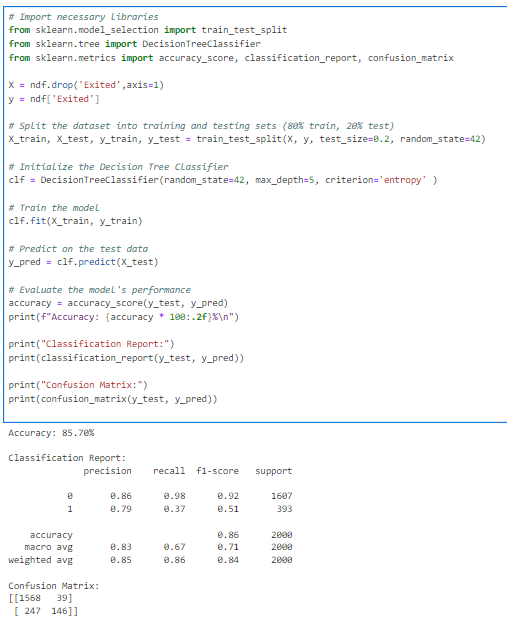 # Import necessary libraries
from sklearn.model_selection import train_test_split
from sklearn.tree import DecisionTreeClassifier
from sklearn.metrics import accuracy_score, classification_report, confusion_matrix
X = ndf.drop('Exited',axis=1)
y = ndf['Exited']
# Split the dataset into training and testing sets (80% train, 20% test)
X_train, X_test, y_train, y_test = train_test_split(X, y, test_size=0.2, random_state=42)
# Initialize the Decision Tree Classifier
clf = DecisionTreeClassifier(random_state=42, max_depth=5, criterion='entropy' )
# Train the model
clf.fit(X_train, y_train)
# Predict on the test data
y_pred = clf.predict(X_test)
# Evaluate the model's performance
accuracy = accuracy_score(y_test, y_pred)
print(f"Accuracy: {accuracy * 100:.2f}%\n")
print("Classification Report:")
print(classification_report(y_test, y_pred))
print("Confusion Matrix:")
print(confusion_matrix(y_test, y_pred))
Accuracy: 85.70%
Classification Report:
precision recall f1-score support
0 0.86 0.98 0.92 1607
1 0.79 0.37 0.51 393
accuracy 0.86 2000
macro avg 0.83 0.67 0.71 2000
weighted avg 0.85 0.86 0.84 2000
Confusion Matrix:
[[1568 39]
[ 247 146]]